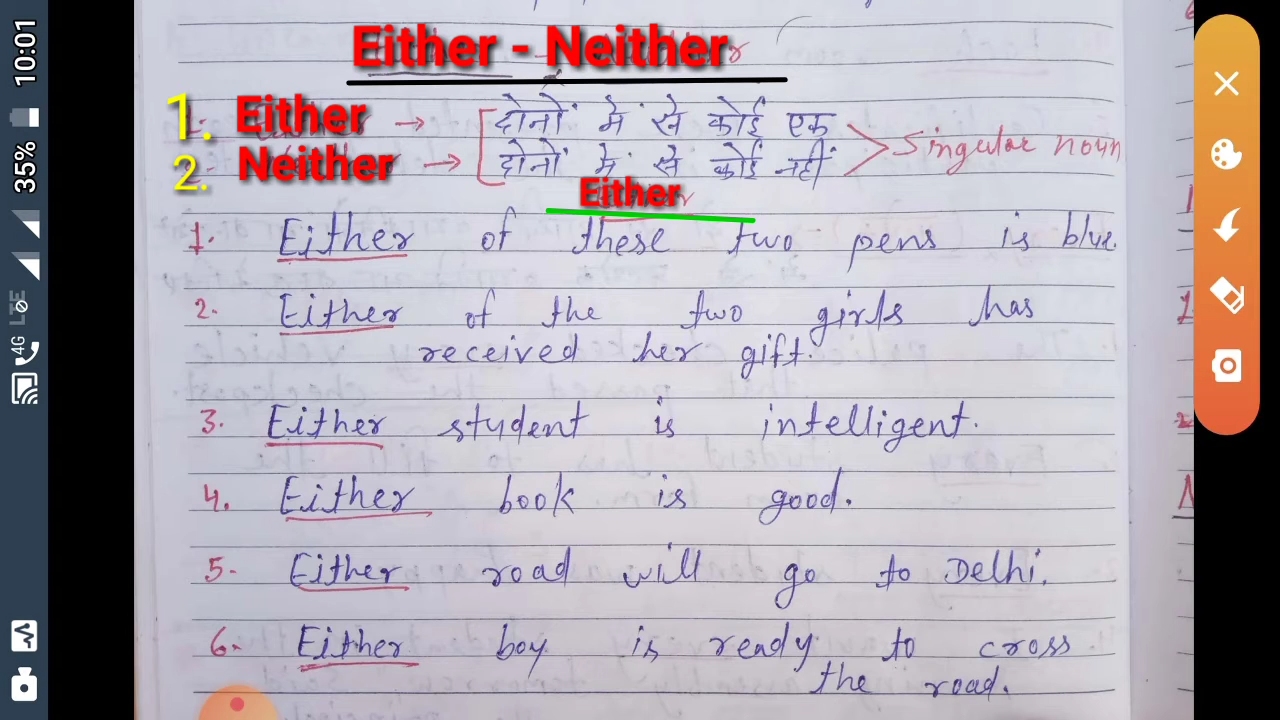 Either - Neither
1. Either → दोनों में से कोई एक
2. Neither → दोनों में से कोई नहीं
Singular noun
Either
1. Either of these two pens is blue.
2. Either of the two girls has
received her gift.
3. Either student is intelligent.
4. Either book is good.
5. Either road will go to Delhi.
6. Either boy is ready to cross
the road.
10:01
35%
4G LTE